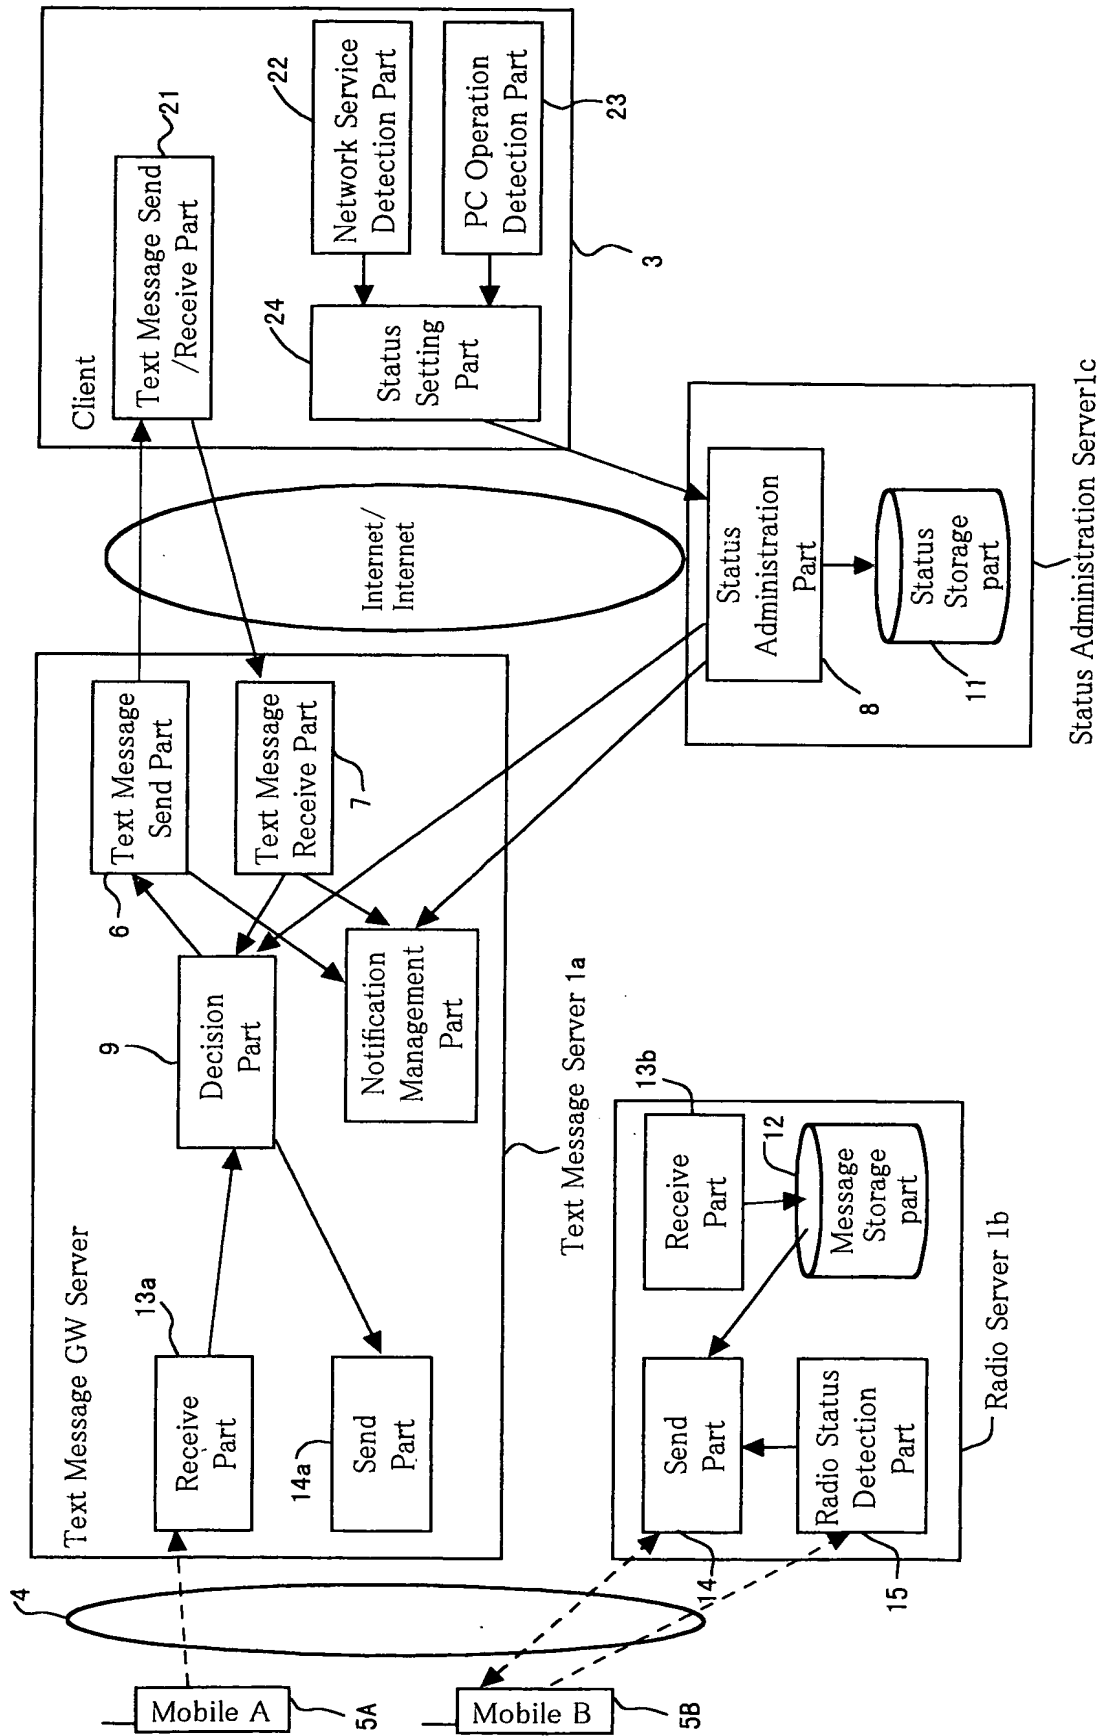 Text Message GW Server
4
Mobile A
5A
Mobile B
5B
13a
Receive
Part
14a
Send
Part
9
Decision
Part
6
Text Message
Send Part
Text Message
Receive Part
7
Notification
Management
Part
Text Message Server 1a
Internet/
Internet
Client
21
Text Message Send
/Receive Part
22
Network Service
Detection Part
PC Operation
Detection Part
23
24
Status
Setting
Part
3
Send
Part
14
Radio Status
Detection
Part
15
13b
Receive
Part
12
Message
Storage
part
Radio Server 1b
Status
Administration
Part
8
Status
Storage
part
11
Status Administration Server1c